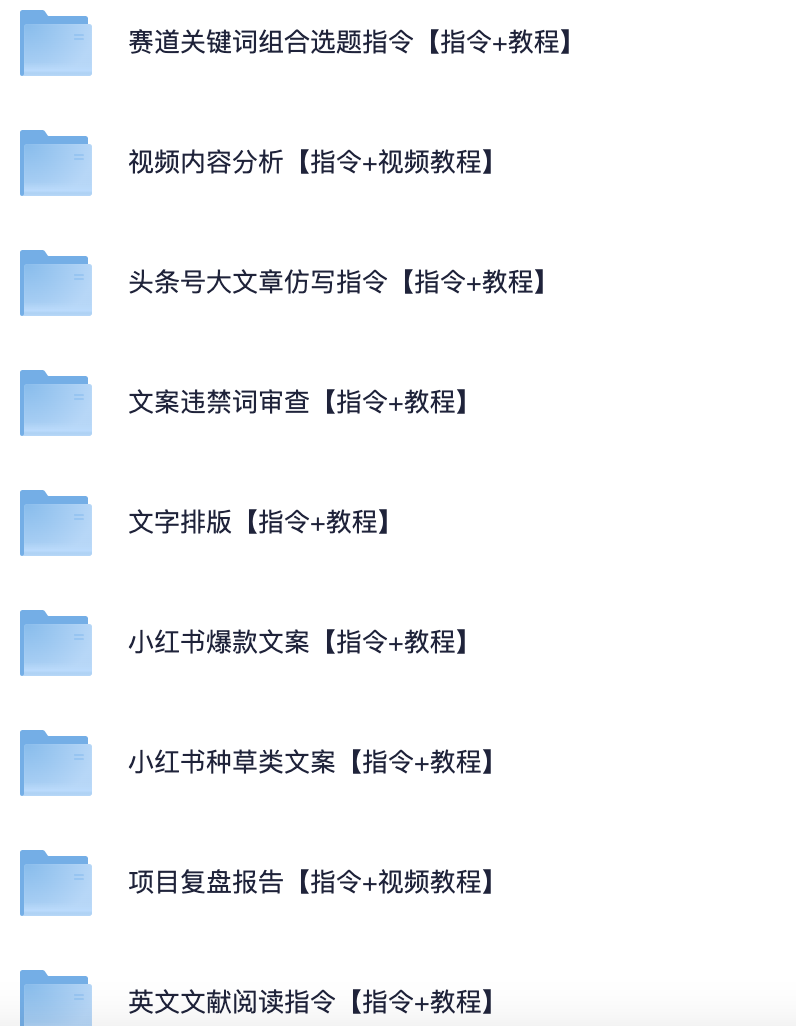 赛道关键词组合选题指令【指令+教程】
视频内容分析【指令+视频教程】
头条号大文章仿写指令【指令+教程】
文案违禁词审查【指令+教程】
文字排版【指令+教程】
小红书爆款文案【指令+教程】
小红书种草类文案【指令+教程】
项目复盘报告【指令+视频教程】
英文文献阅读指令【指令+教程】